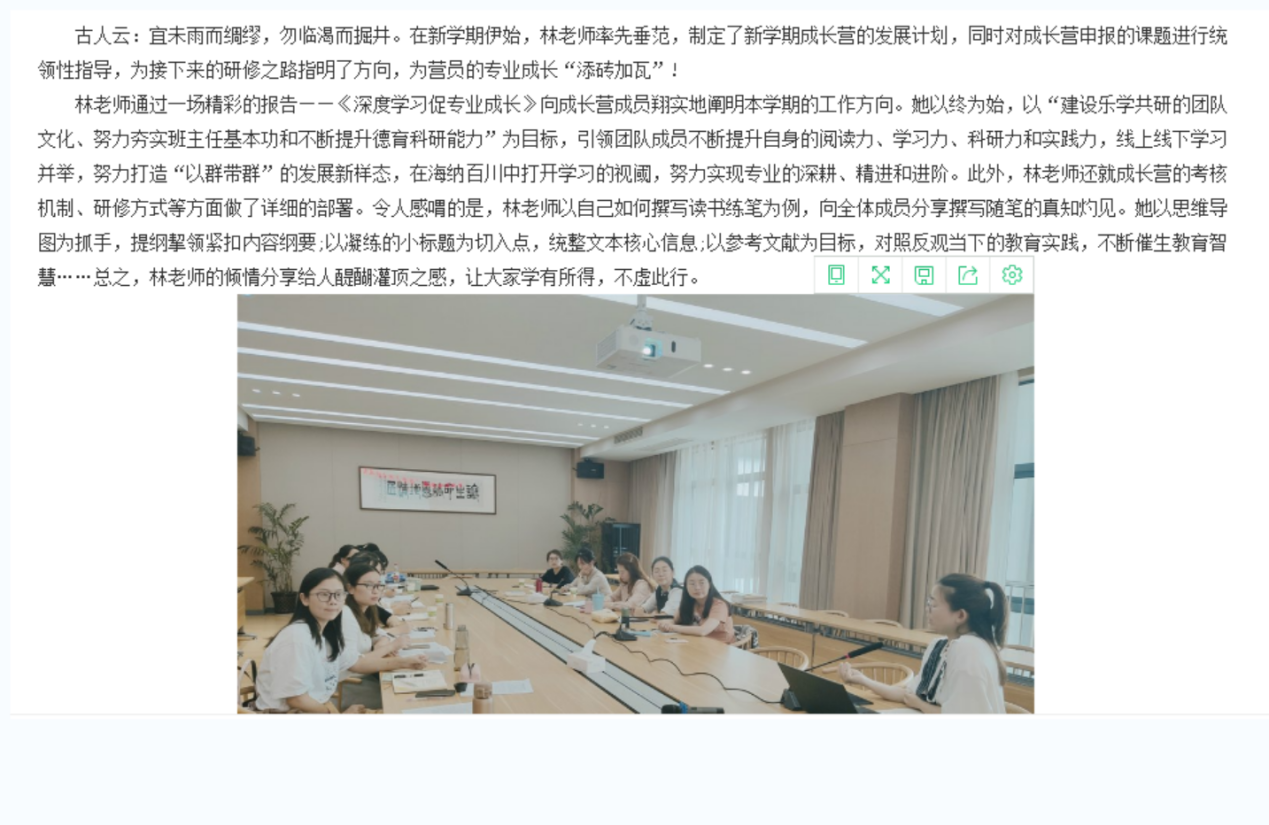 古人云：宜未雨而绸缪，勿临渴而掘井。在新学期伊始，林老师率先垂范，制定了新学期成长营的发展计划，同时对成长营申报的课题进行统
领性指导，为接下来的研修之路指明了方向，为营员的专业成长“添砖加瓦”！
林老师通过一场精彩的报告——《深度学习促专业成长》向成长营成员翔实地阐明本学期的工作方向。她以终为始，以“建设乐学共研的团队
文化、努力夯实班主任基本功和不断提升德育科研能力”为目标，引领团队成员不断提升自身的阅读力、学习力、科研力和实践力，线上线下学习
并举，努力打造“以群带群”的发展新样态，在海纳百川中打开学习的视阈，努力实现专业的深耕、精进和进阶。此外，林老师还就成长营的考核
机制、研修方式等方面做了详细的部署。令人感喟的是，林老师以自己如何撰写读书练笔为例，向全体成员分享撰写随笔的真知灼见。她以思维导
图为抓手，提纲挈领紧扣内容纲要;以凝练的小标题为切入点，统整文本核心信息;以参考文献为目标，对照反观当下的教育实践，不断催生教育智
慧……总之，林老师的倾情分享给人醍醐灌顶之感，让大家学有所得，不虚此行。